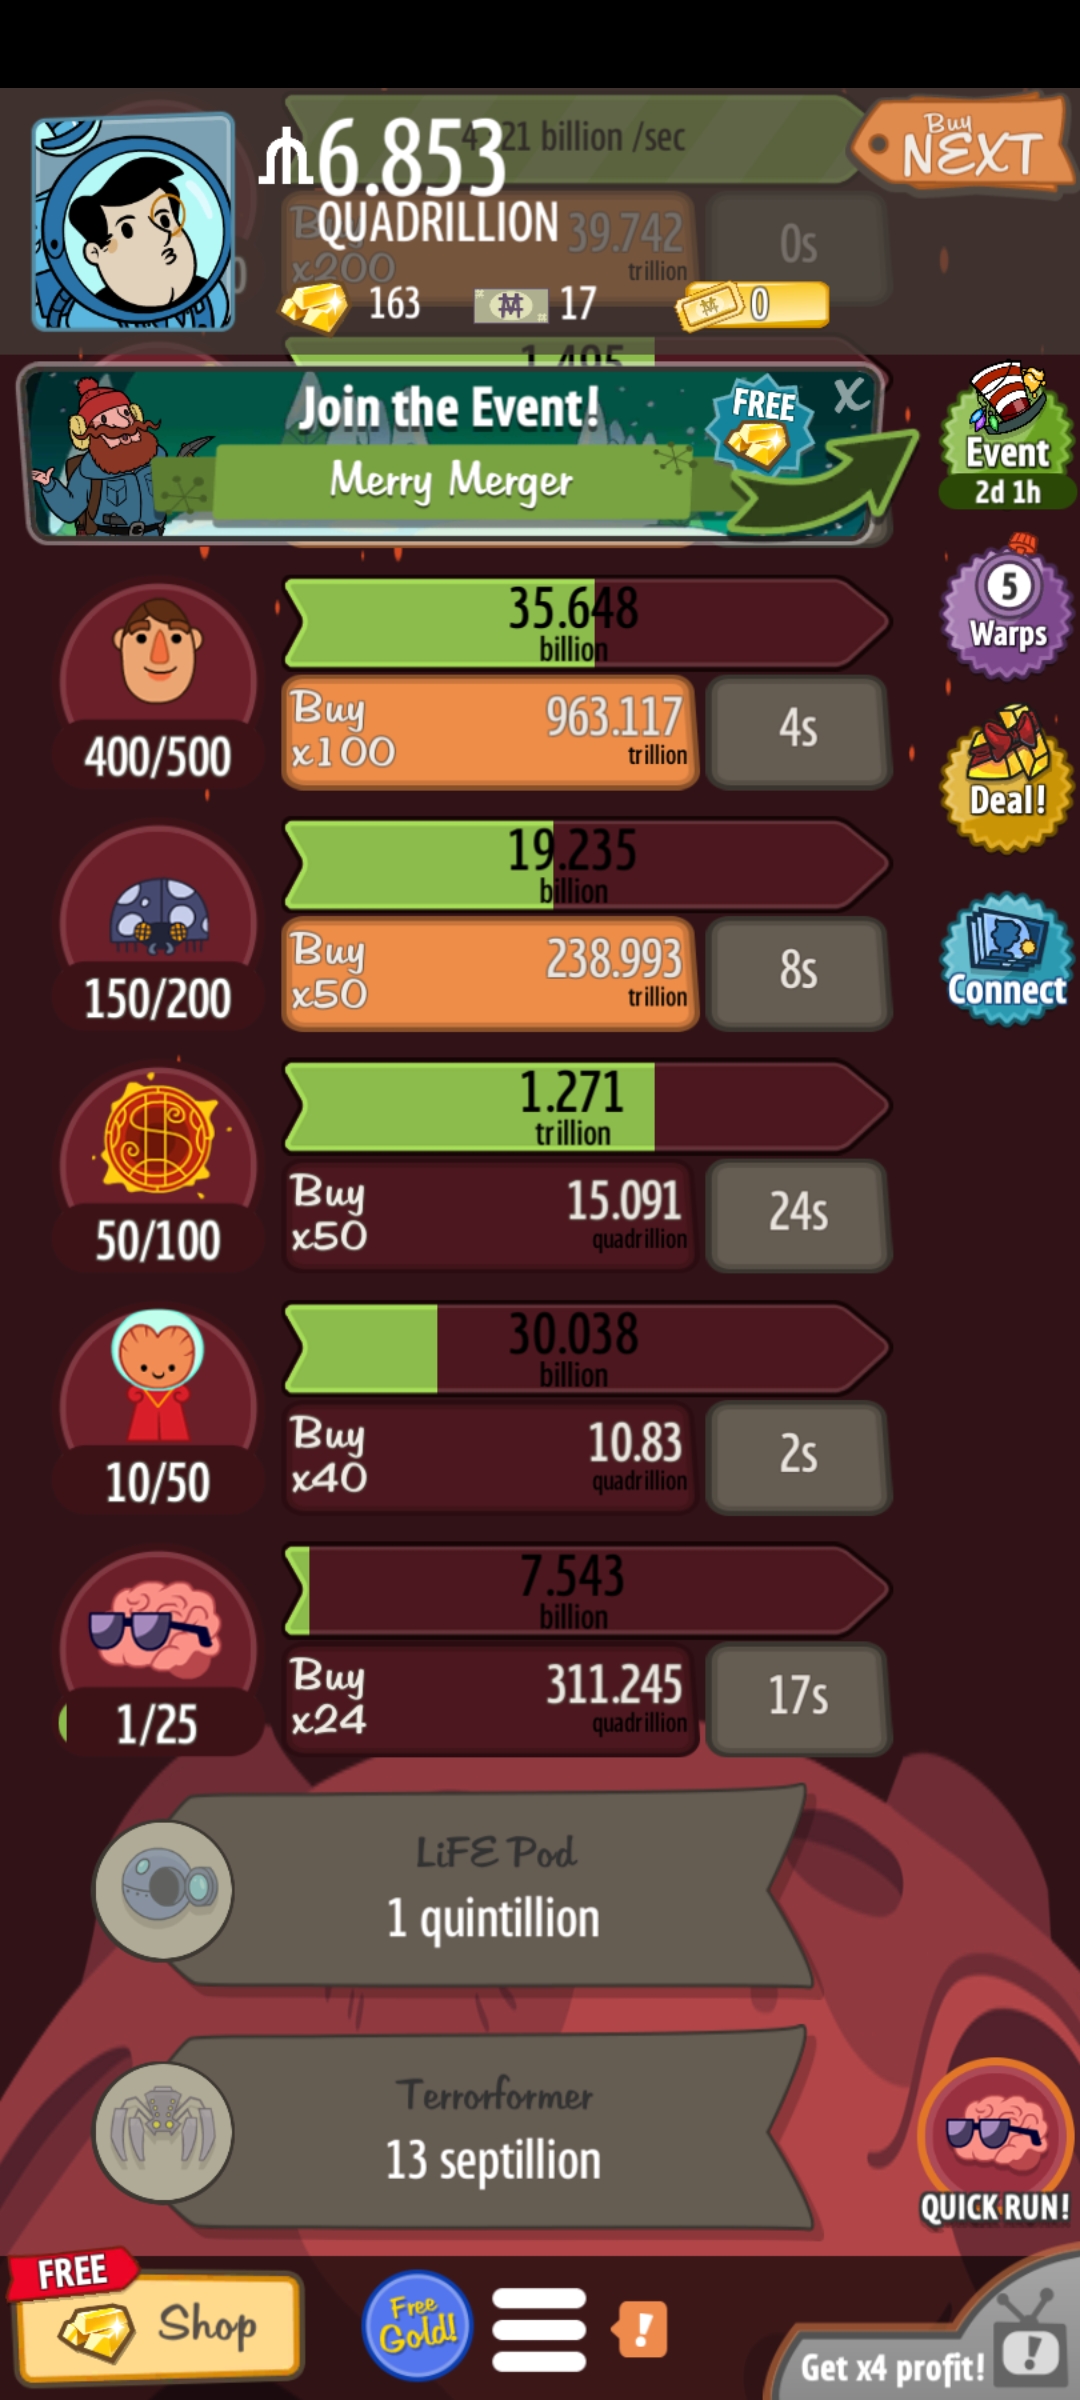 4. 21 billion /sec
₥6.853
QUADRILLION
Buy
NEXT
Buy
x200
39.742
trillion
0s
163
17
0
1.495
Join the Event!
Merry Merger
FREE
X
Event
2d 1h
35.648
billion
Buy
x100
963.117
trillion
4s
400/500
5
Warps
Deal!
19.235
billion
Buy
x50
238.993
trillion
8s
150/200
Connect
1.271
trillion
Buy
x50
15.091
quadrillion
24s
50/100
30.038
billion
Buy
x40
10.83
quadrillion
2s
10/50
7.543
billion
Buy
x24
311.245
quadrillion
17s
1/25
LiFE Pod
1 quintillion
Terrorformer
13 septillion
QUICK RUN!
FREE
Shop
Free
Gold!
!
Get x4 profit!
!